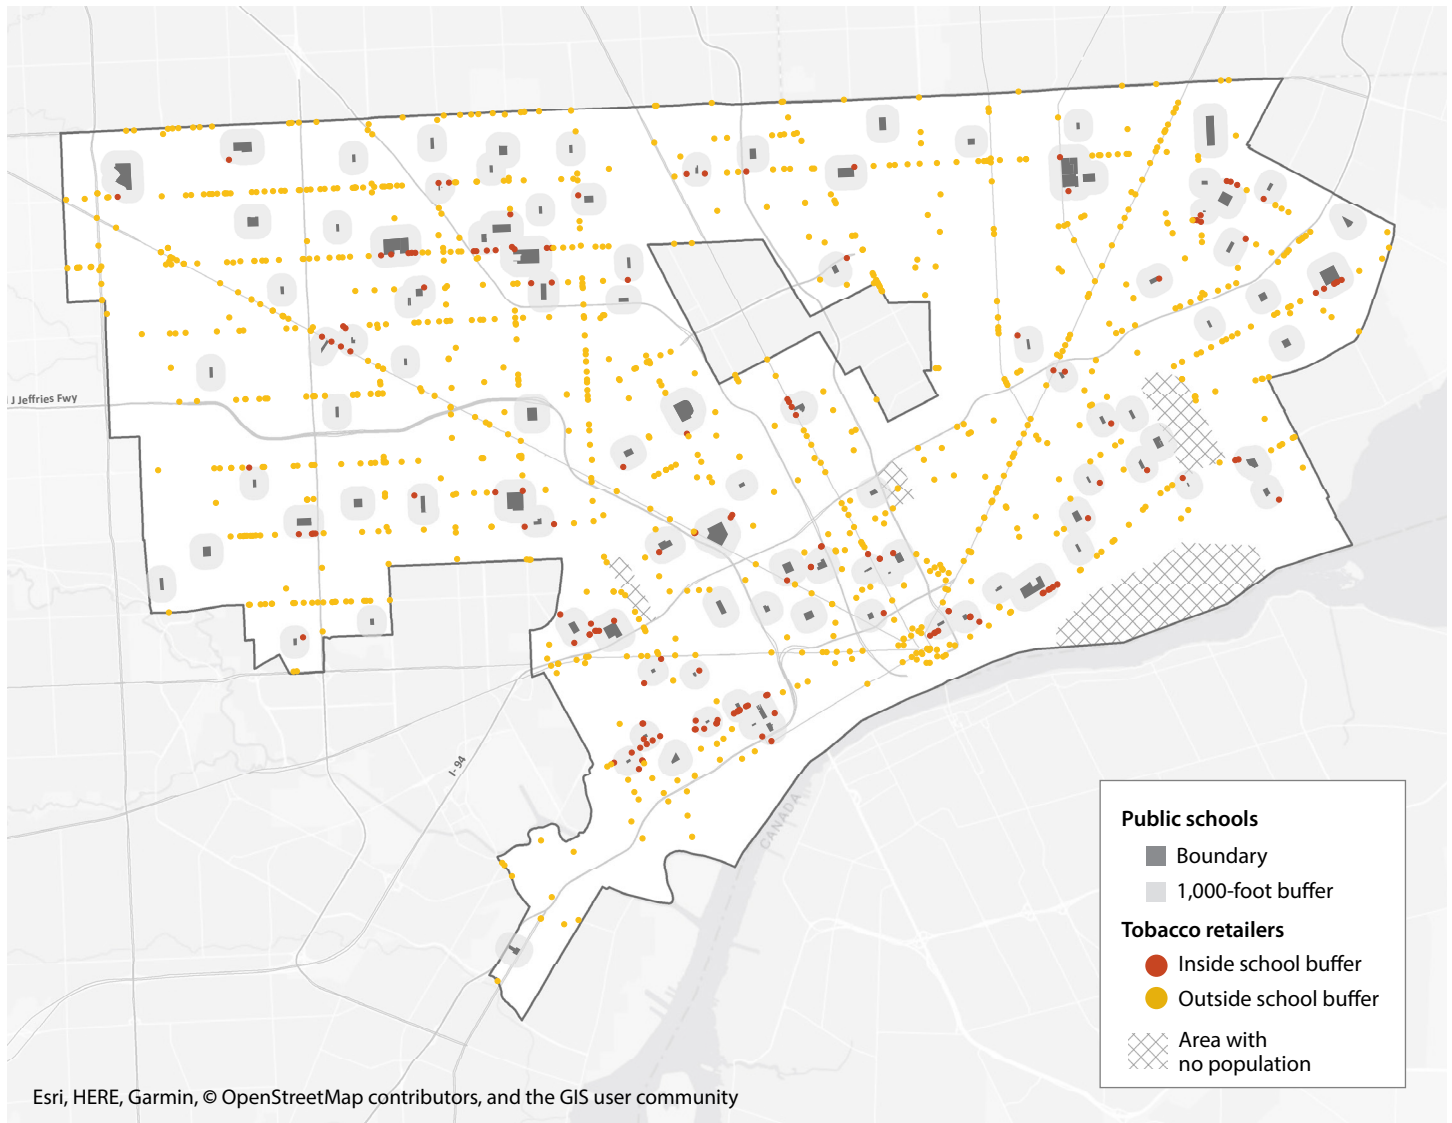 J Jeffries Fwy
I-94
CANADA
Public schools
Boundary
1,000-foot buffer
Tobacco retailers
Inside school buffer
Outside school buffer
Area with
no population
Esri, HERE, Garmin, © OpenStreetMap contributors, and the GIS user community